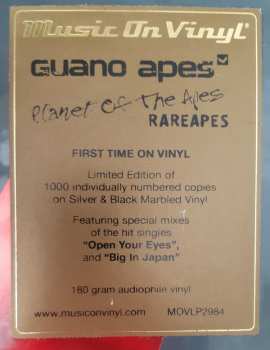 Music On Vinyl®
GUANO APES
Planet Of The Apes
RAREAPES
FIRST TIME ON VINYL
Limited Edition of
1000 individually numbered copies
on Silver & Black Marbled Vinyl
Featuring special mixes
of the hit singles
"Open Your Eyes",
and "Big In Japan"
180 gram audiophile vinyl
www.musiconvinyl.com MOVLP2984